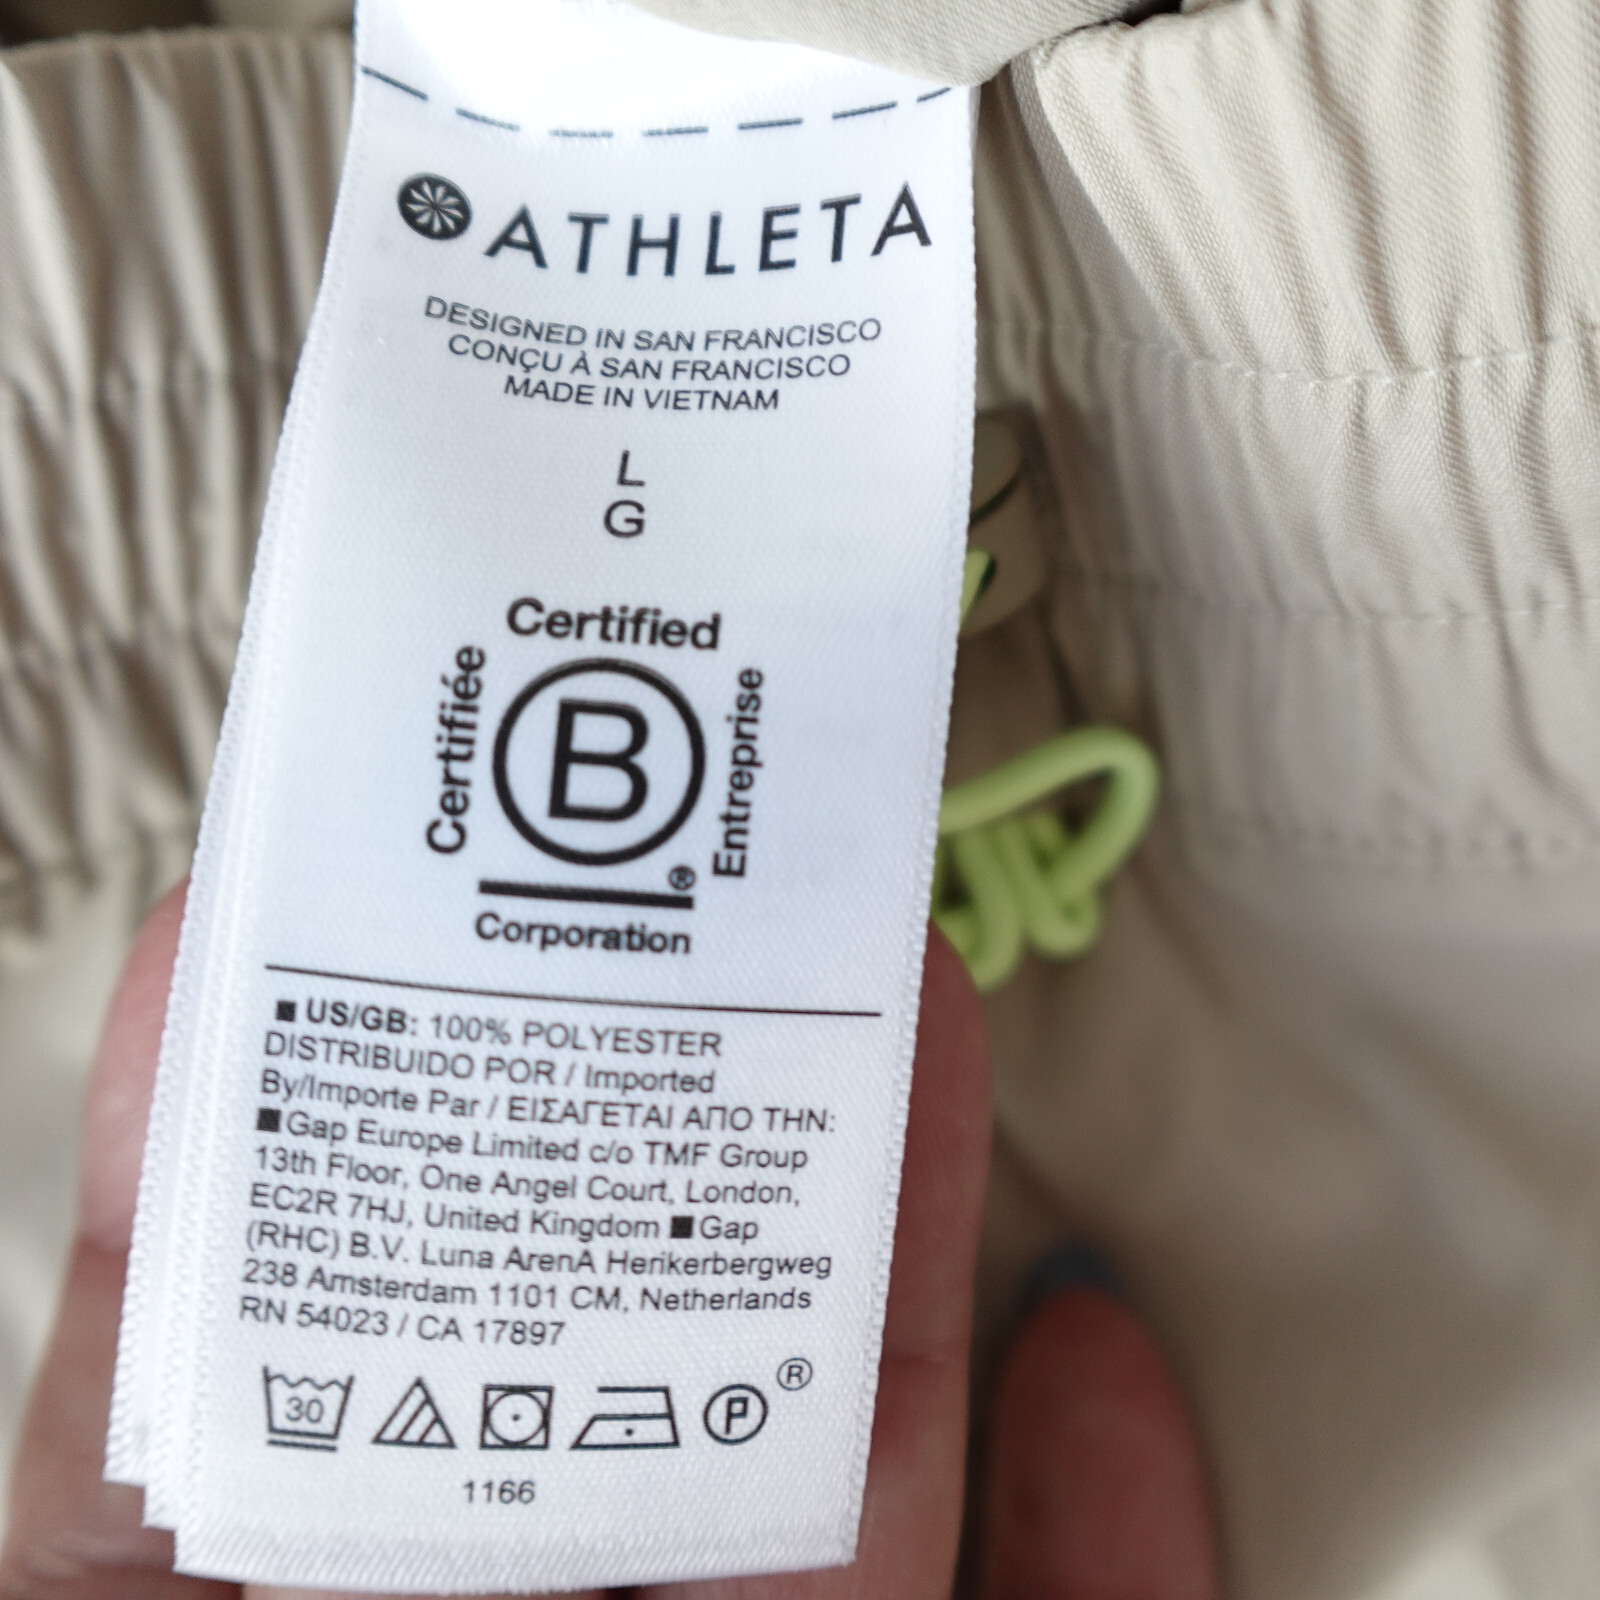 ATHLETA
DESIGNED IN SAN FRANCISCO
CONÇU À SAN FRANCISCO
MADE IN VIETNAM
L
G
Certified
Certifiée
B
Entreprise
®
Corporation
■ US/GB: 100% POLYESTER
DISTRIBUIDO POR / Imported
By/Importe Par / ΕΙΣΑΓΕΤΑΙ ΑΠΟ ΤΗΝ:
■Gap Europe Limited c/o TMF Group
13th Floor, One Angel Court, London,
EC2R 7HJ, United Kingdom ■Gap
(RHC) B.V. Luna ArenA Herikerbergweg
238 Amsterdam 1101 CM, Netherlands
RN 54023 / CA 17897
30 P ®
1166